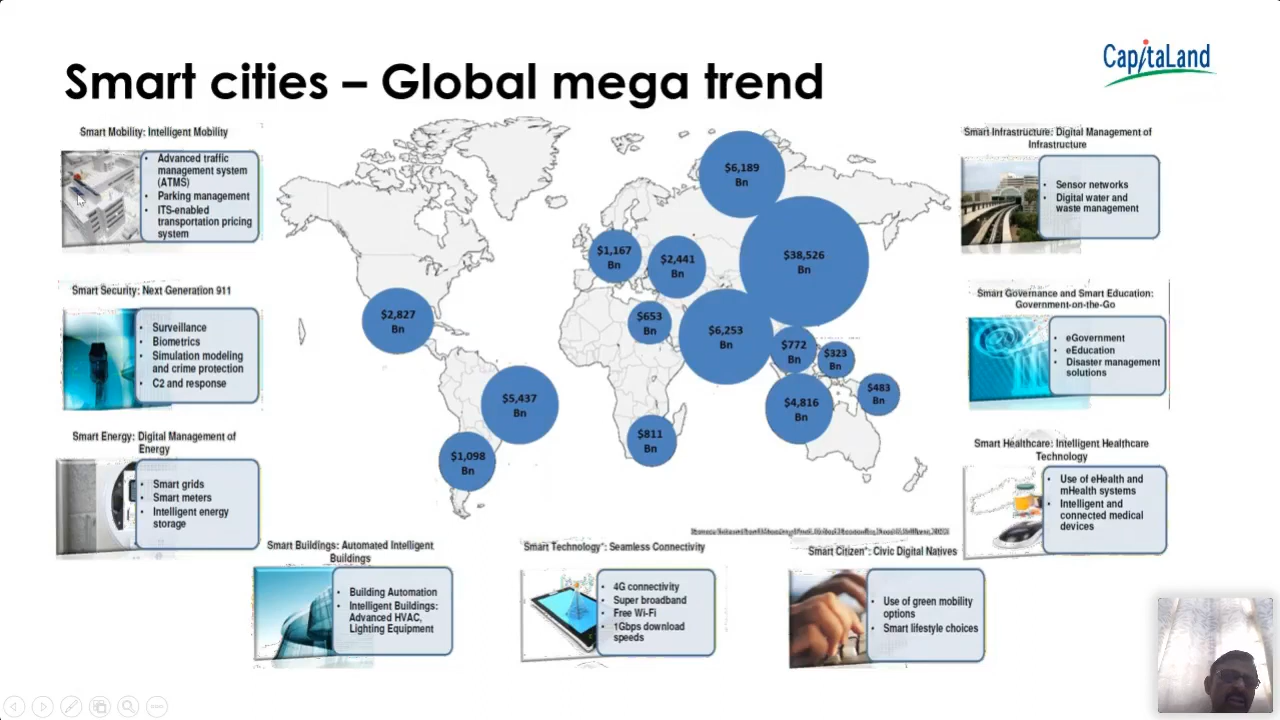 CapitaLand
Smart cities – Global mega trend
Smart Mobility: Intelligent Mobility
• Advanced traffic
management system
(ATMS)
• Parking management
• ITS-enabled
transportation pricing
system
Smart Security: Next Generation 911
• Surveillance
• Biometrics
• Simulation modeling
and crime protection
• C2 and response
Smart Energy: Digital Management of
Energy
• Smart grids
• Smart meters
• Intelligent energy
storage
$6,189
Bn
$38,526
Bn
$1,167
Bn
$2,441
Bn
$2,827
Bn
$653
Bn
$6,253
Bn
$772
Bn
$323
Bn
$483
Bn
$4,816
Bn
$5,437
Bn
$811
Bn
$1,098
Bn
Smart Infrastructure: Digital Management of
Infrastructure
• Sensor networks
• Digital water and
waste management
Smart Governance and Smart Education:
Government-on-the-Go
• eGovernment
• eEducation
• Disaster management
solutions
Smart Healthcare: Intelligent Healthcare
Technology
• Use of eHealth and
mHealth systems
• Intelligent and
connected medical
devices
Smart Buildings: Automated Intelligent
Buildings
• Building Automation
• Intelligent Buildings:
Advanced HVAC,
Lighting Equipment
Smart Technology*: Seamless Connectivity
• 4G connectivity
• Super broadband
• Free Wi-Fi
• 1Gbps download
speeds
Smart Citizen*: Civic Digital Natives
• Use of green mobility
options
• Smart lifestyle choices